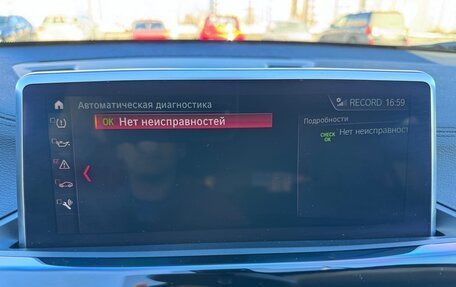 Автоматическая диагностика
RECORD 16:59
OK Нет неисправностей
Подробности
CHECK OK Нет неисправност